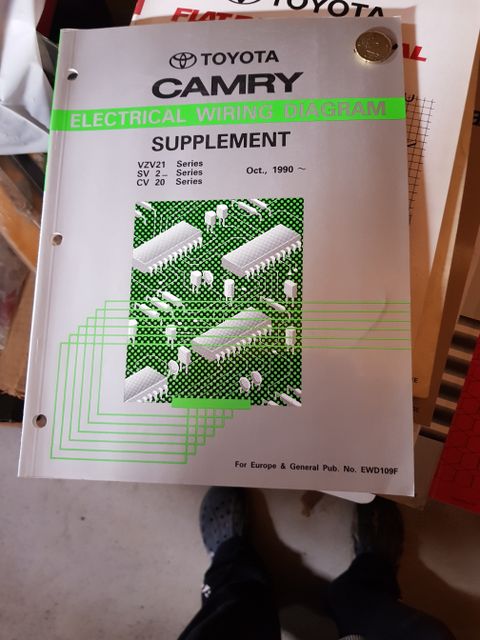 TOYOTA
TOYOTA
CAMRY
ELECTRICAL WIRING DIAGRAM
SUPPLEMENT
VZV21 Series
SV 2_ Series
CV 20 Series
Oct., 1990 ~
For Europe & General Pub. No. EWD109F